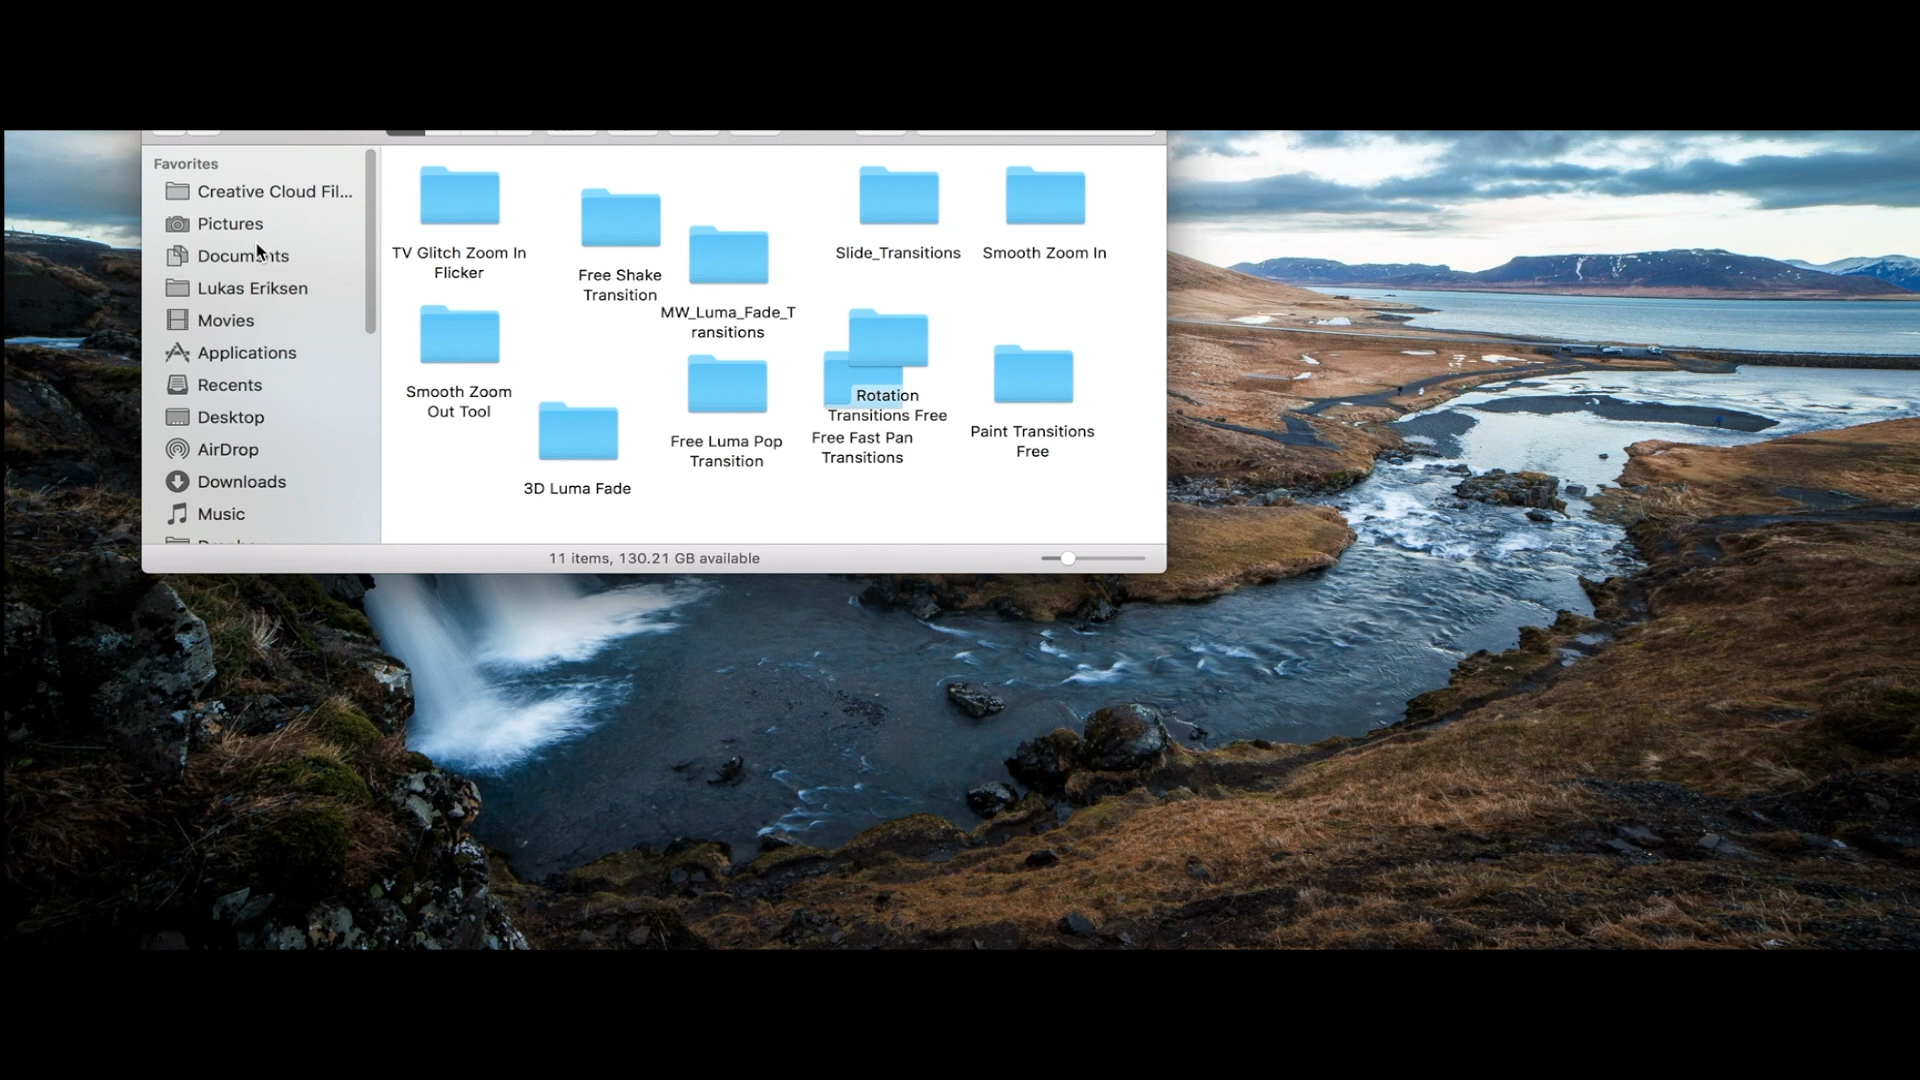 Favorites
Creative Cloud Fil...
Pictures
Documents
Lukas Eriksen
Movies
Applications
Recents
Desktop
AirDrop
Downloads
Music
TV Glitch Zoom In
Flicker
Free Shake
Transition
MW_Luma_Fade_T
ransitions
Slide_Transitions
Smooth Zoom In
Smooth Zoom
Out Tool
3D Luma Fade
Free Luma Pop
Transition
Rotation
Transitions Free
Free Fast Pan
Transitions
Paint Transitions
Free
11 items, 130.21 GB available